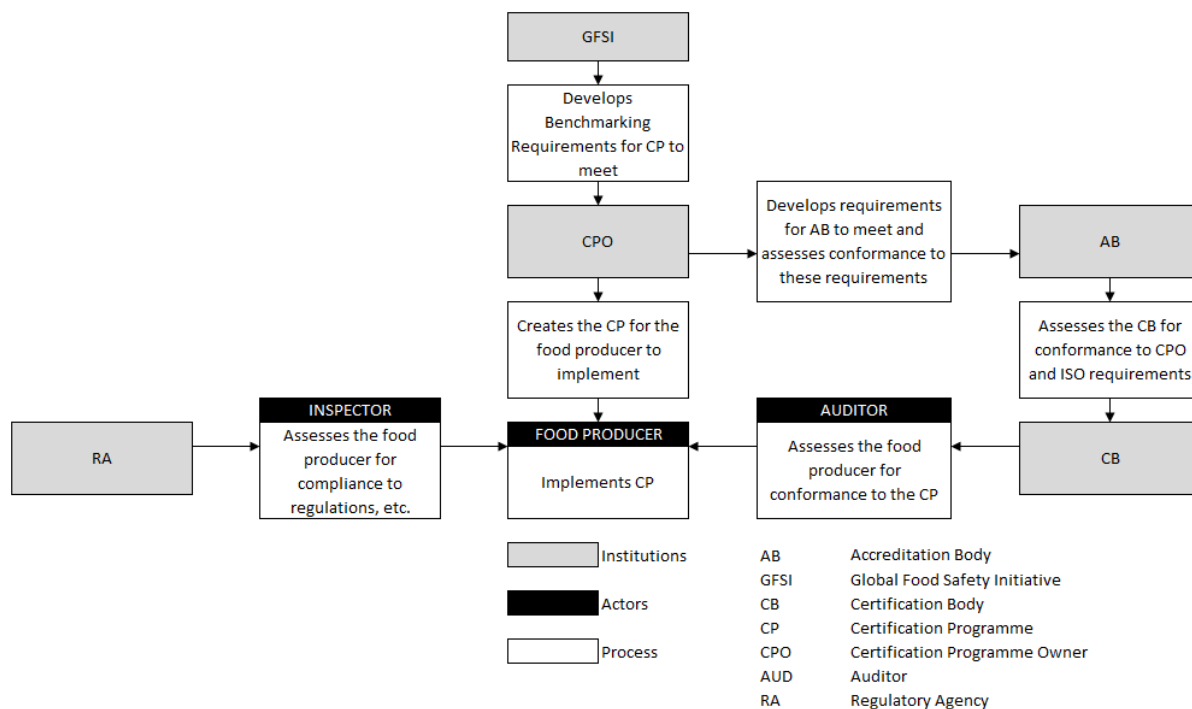 GFSI
Develops
Benchmarking
Requirements for CP to
meet
CPO
Develops requirements
for AB to meet and
assesses conformance to
these requirements
AB
Creates the CP for the
food producer to
implement
Assesses the CB for
conformance to CPO
and ISO requirements
RA
INSPECTOR
Assesses the food
producer for
compliance to
regulations, etc.
FOOD PRODUCER
Implements CP
AUDITOR
Assesses the food
producer for
conformance to the CP
CB
Institutions
Actors
Process
AB Accreditation Body
GFSI Global Food Safety Initiative
CB Certification Body
CP Certification Programme
CPO Certification Programme Owner
AUD Auditor
RA Regulatory Agency